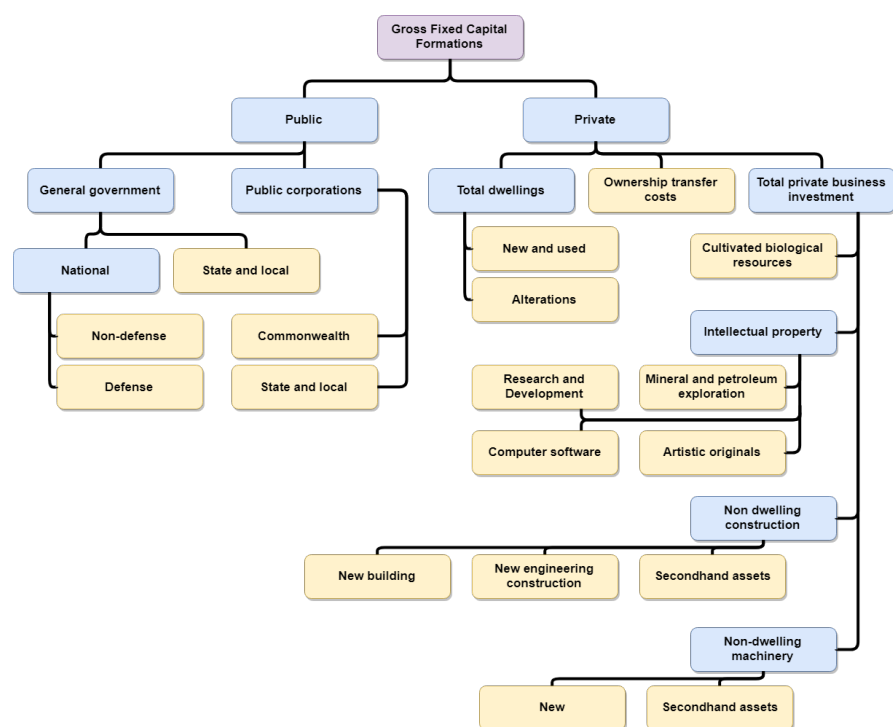 Gross Fixed Capital
Formations
Public
Private
General government
Public corporations
Total dwellings
Ownership transfer
costs
Total private business
investment
National
State and local
New and used
Cultivated biological
resources
Alterations
Non-defense
Commonwealth
Intellectual property
Defense
State and local
Research and
Development
Mineral and petroleum
exploration
Computer software
Artistic originals
Non dwelling
construction
New building
New engineering
construction
Secondhand assets
Non-dwelling
machinery
New
Secondhand assets